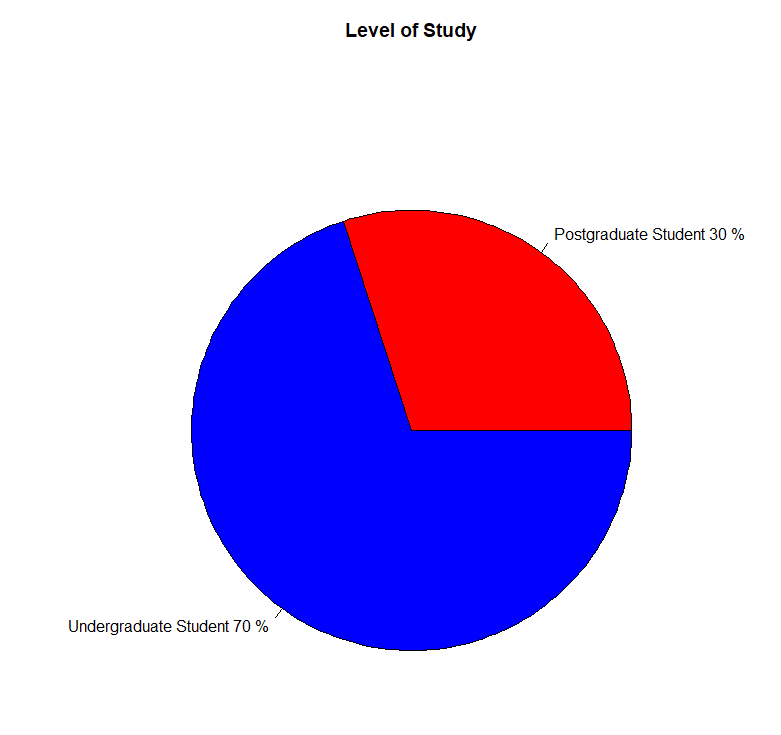 Level of Study
Postgraduate Student 30 %
Undergraduate Student 70 %